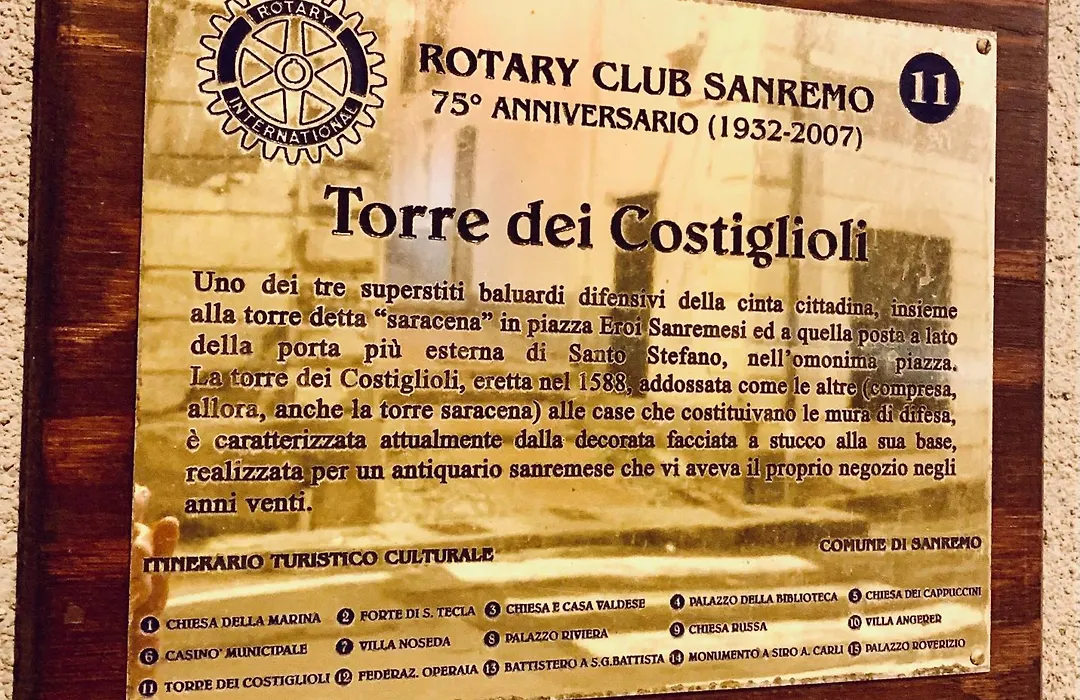 ROTARY
INTERNATIONAL
ROTARY CLUB SANREMO
75° ANNIVERSARIO (1932-2007)
11
Torre dei Costiglioli
Uno dei tre superstiti baluardi difensivi della cinta cittadina, insieme
alla torre detta “saracena” in piazza Eroi Sanremesi ed a quella posta a lato
della porta più esterna di Santo Stefano, nell'omonima piazza.
La torre dei Costiglioli, eretta nel 1588, addossata come le altre (compresa,
allora, anche la torre saracena) alle case che costituivano le mura di difesa,
è caratterizzata attualmente dalla decorata facciata a stucco alla sua base,
realizzata per un antiquario sanremese che vi aveva il proprio negozio negli
anni venti.
ITINERARIO TURISTICO CULTURALE
COMUNE DI SANREMO
1 CHIESA DELLA MARINA 2 FORTE DI S. TECLA 3 CHIESA E CASA VALDESE 4 PALAZZO DELLA BIBLIOTECA 5 CHIESA DEI CAPPUCCINI
6 CASINO' MUNICIPALE 7 VILLA NOSEDA 8 PALAZZO RIVIERA 9 CHIESA RUSSA 10 VILLA ANGERER
11 TORRE DEI COSTIGLIOLI 12 FEDERAZ. OPERAIA 13 BATTISTERO A S.G.BATTISTA 14 MONUMENTO A SIRO A. CARLI 15 PALAZZO ROVERIZIO